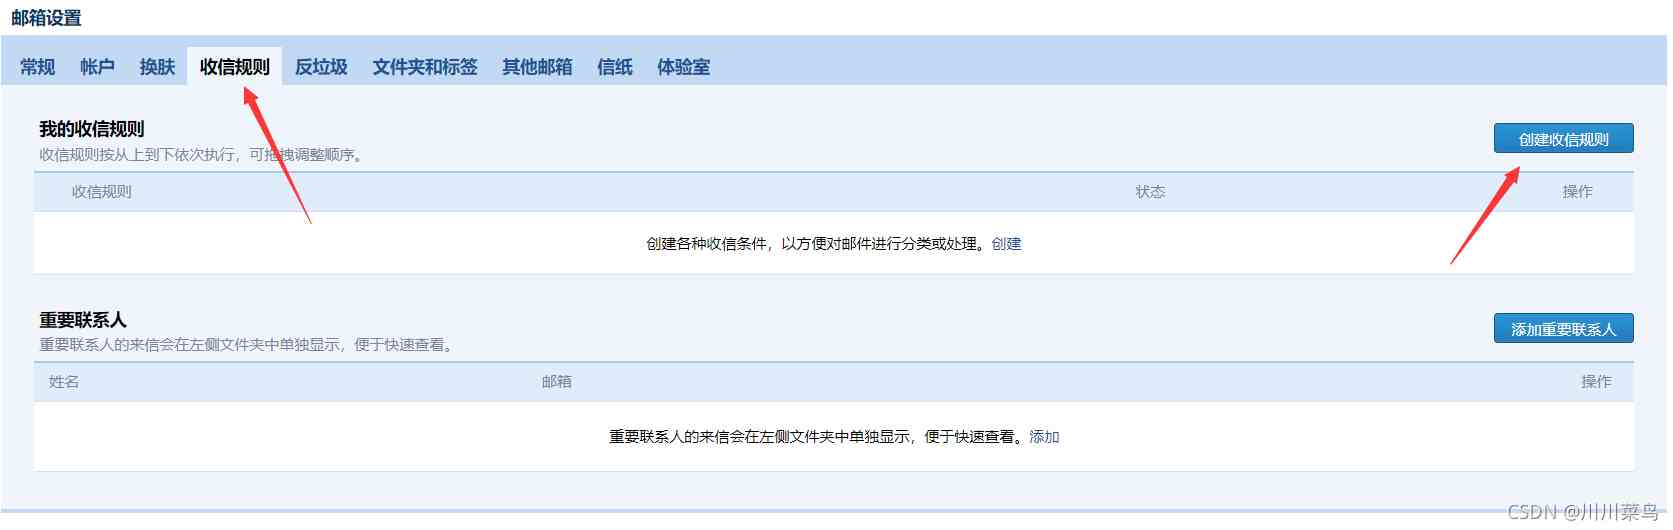 邮箱设置
常规 帐户 换肤 收信规则 反垃圾 文件夹和标签 其他邮箱 信纸 体验室
我的收信规则
收信规则按从上到下依次执行，可拖拽调整顺序。
创建收信规则
收信规则 状态 操作
创建各种收信条件，以方便对邮件进行分类或处理。创建
重要联系人
重要联系人的来信会在左侧文件夹中单独显示，便于快速查看。
添加重要联系人
姓名 邮箱 操作
重要联系人的来信会在左侧文件夹中单独显示，便于快速查看。添加
CSDN @川川菜鸟